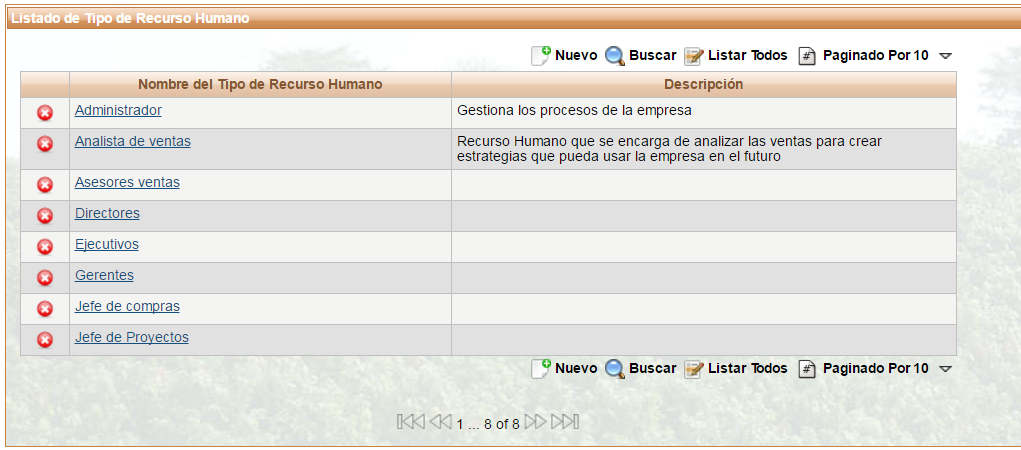 Listado de Tipo de Recurso Humano
Nuevo Buscar Listar Todos # Paginado Por 10
Nombre del Tipo de Recurso Humano Descripción
Administrador Gestiona los procesos de la empresa
Analista de ventas Recurso Humano que se encarga de analizar las ventas para crear
estrategias que pueda usar la empresa en el futuro
Asesores ventas
Directores
Ejecutivos
Gerentes
Jefe de compras
Jefe de Proyectos
Nuevo Buscar Listar Todos # Paginado Por 10
1 ... 8 of 8